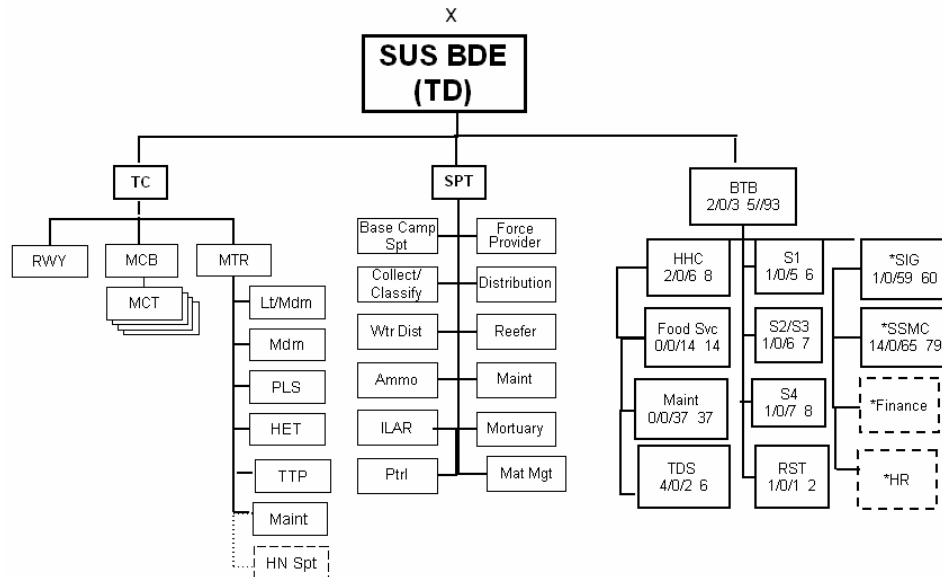 X
SUS BDE
(TD)
TC
SPT
BTB
2/0/3 5//93
RWY
MCB
MTR
MCT
Lt/Mdm
Mdm
PLS
HET
TTP
Maint
HN Spt
Base Camp
Spt
Force
Provider
Collect/
Classify
Distribution
Wtr Dist
Reefer
Ammo
Maint
ILAR
Mortuary
Ptrl
Mat Mgt
HHC
2/0/6 8
S1
1/0/5 6
*SIG
1/0/59 60
Food Svc
0/0/14 14
S2/S3
1/0/6 7
*SSMC
14/0/65 79
Maint
0/0/37 37
S4
1/0/7 8
*Finance
TDS
4/0/2 6
RST
1/0/1 2
*HR